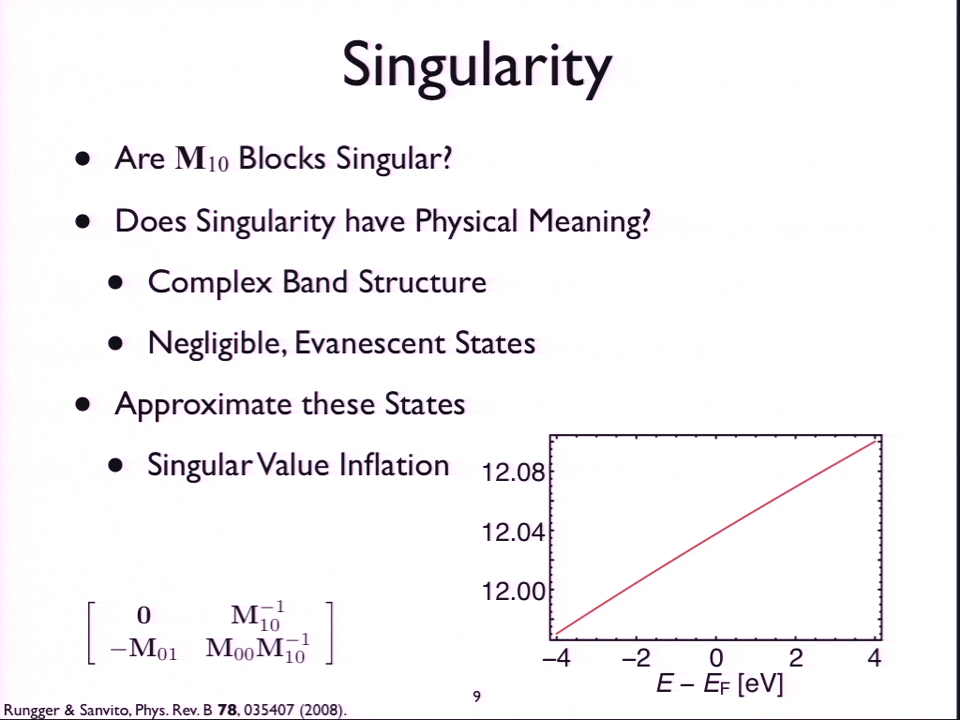 Singularity
• Are M₁₀ Blocks Singular?
• Does Singularity have Physical Meaning?
• Complex Band Structure
• Negligible, Evanescent States
• Approximate these States
• Singular Value Inflation
12.08
12.04
12.00
−4 −2 0 2 4
E − E_F [eV]
0 M₁₀⁻¹
−M₀₁ M₀₀M₁₀⁻¹
9
Rungger & Sanvito, Phys. Rev. B 78, 035407 (2008).